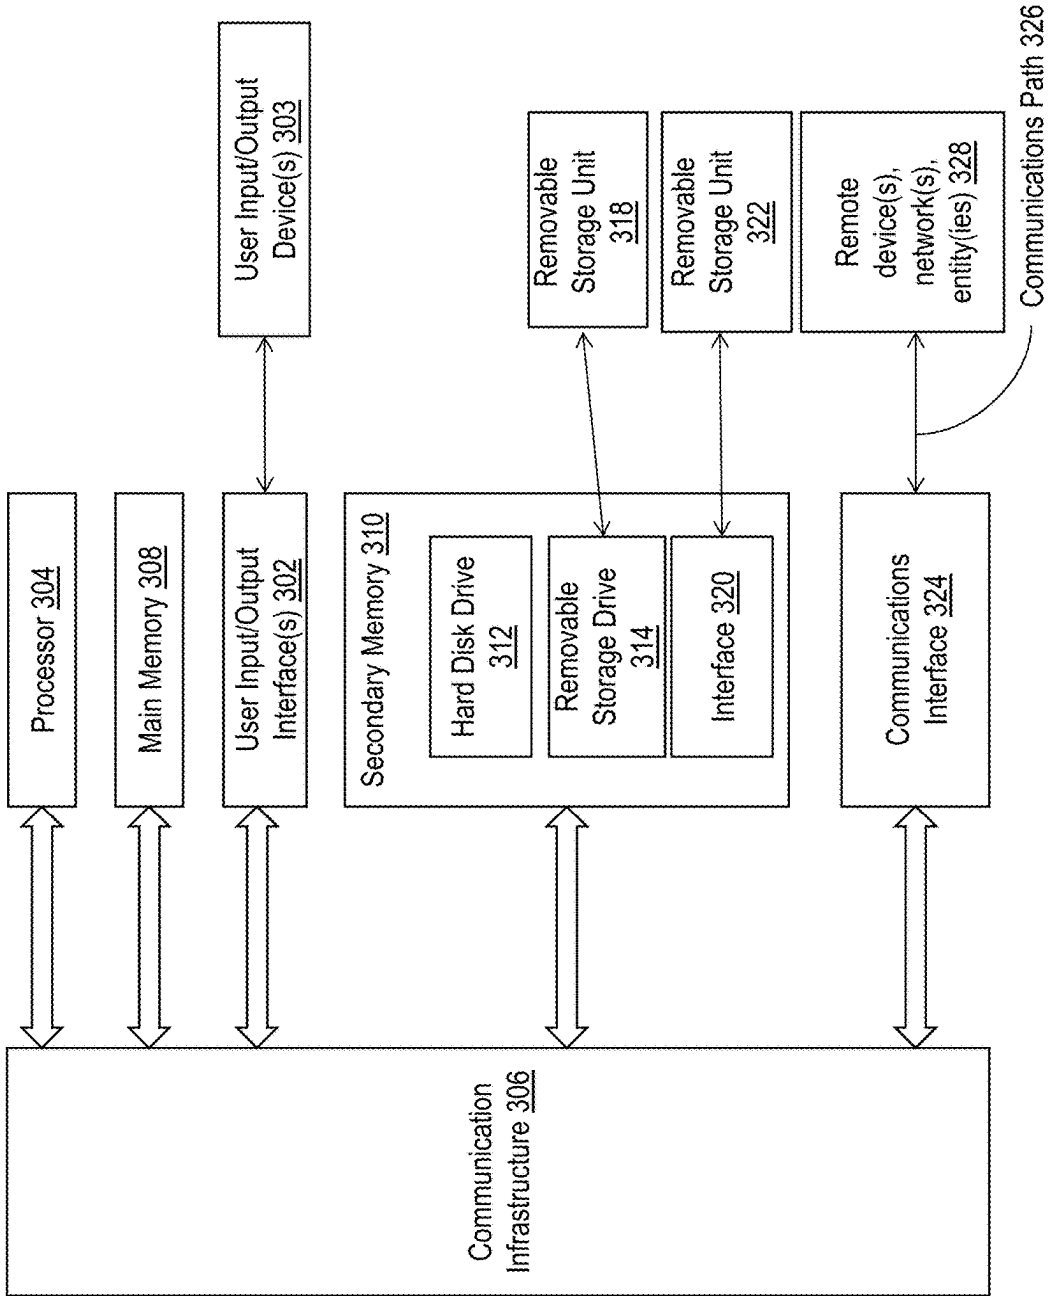 Communication
Infrastructure 306
Processor 304
Main Memory 308
User Input/Output
Interface(s) 302
User Input/Output
Device(s) 303
Secondary Memory 310
Hard Disk Drive
312
Removable
Storage Drive
314
Interface 320
Removable
Storage Unit
318
Removable
Storage Unit
322
Communications
Interface 324
Remote
device(s),
network(s),
entity(ies) 328
Communications Path 326